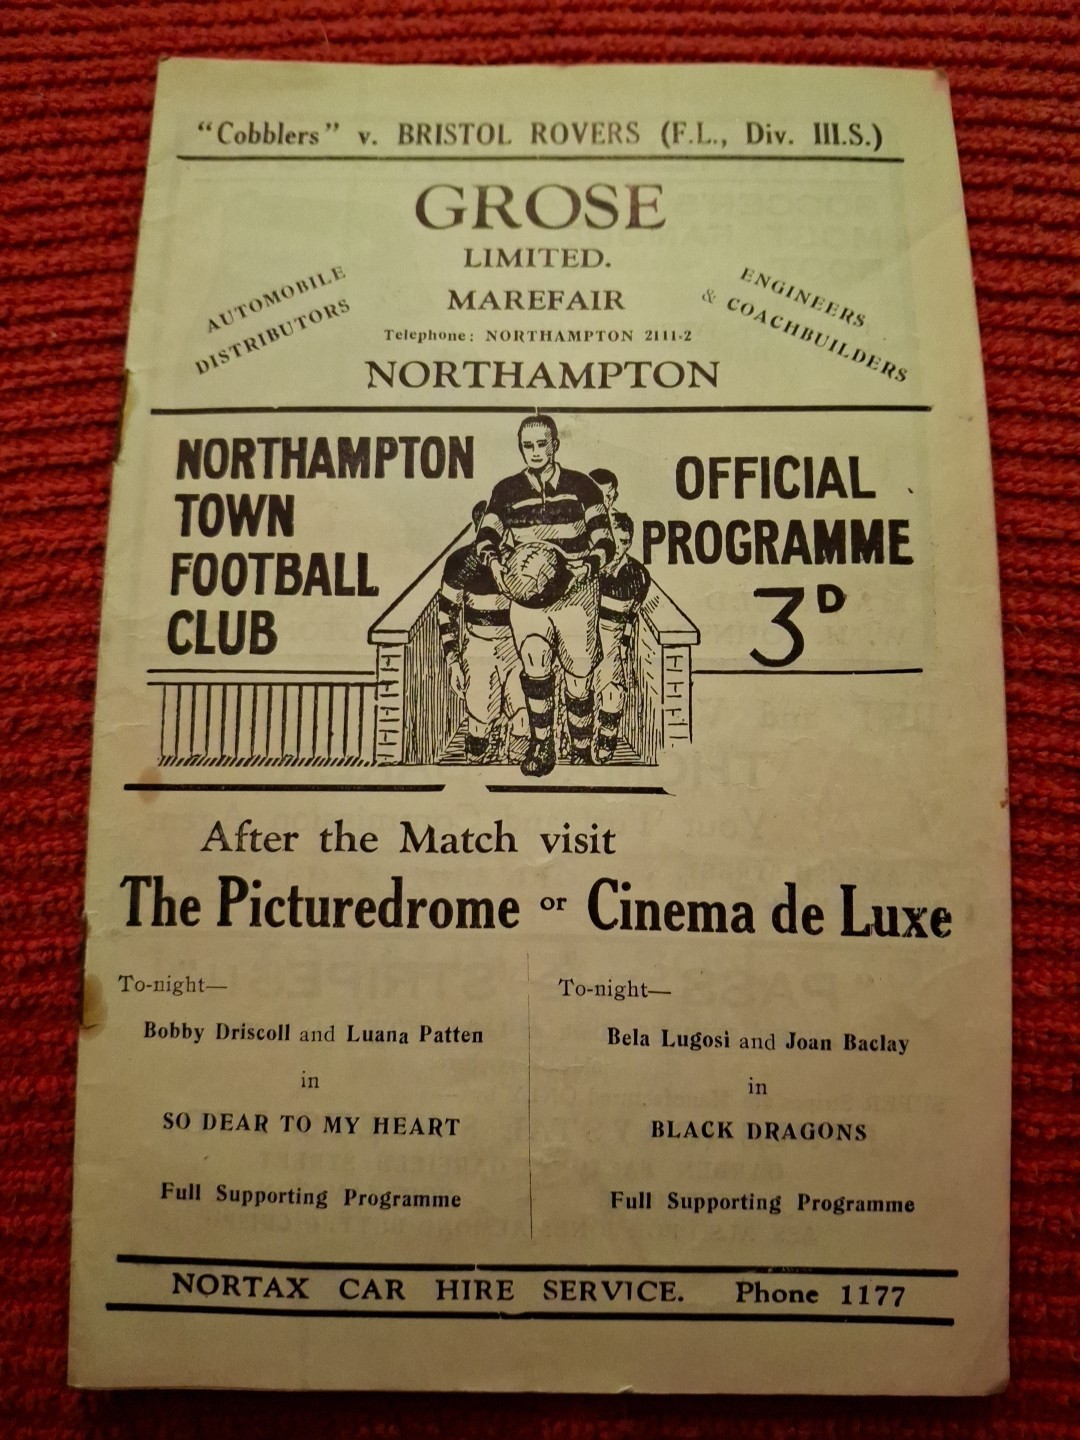 "Cobblers" v. BRISTOL ROVERS (F.L., Div. III.S.)
GROSE
LIMITED.
MAREFAIR
AUTOMOBILE
DISTRIBUTORS
ENGINEERS
& COACHBUILDERS
Telephone: NORTHAMPTON 2111-2
NORTHAMPTON
NORTHAMPTON
TOWN
FOOTBALL
CLUB
OFFICIAL
PROGRAMME
3D
After the Match visit
The Picturedrome or Cinema de Luxe
To-night—
Bobby Driscoll and Luana Patten
in
SO DEAR TO MY HEART
Full Supporting Programme
To-night—
Bela Lugosi and Joan Baclay
in
BLACK DRAGONS
Full Supporting Programme
NORTAX CAR HIRE SERVICE. Phone 1177